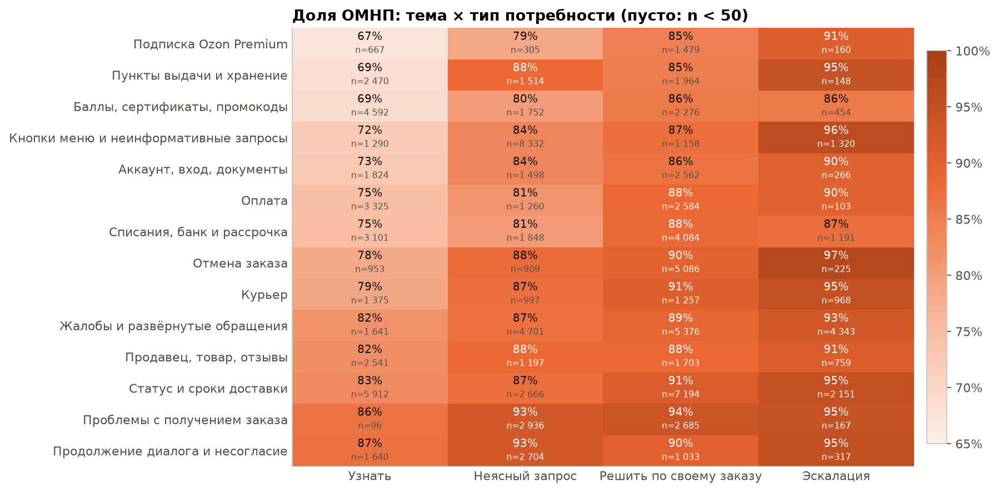 Доля ОМНП: тема × тип потребности (пусто: n < 50)
Подписка Ozon Premium
67%
n=667
79%
n=305
85%
n=1 479
91%
n=160
Пункты выдачи и хранение
69%
n=2 470
88%
n=1 514
85%
n=1 964
95%
n=148
Баллы, сертификаты, промокоды
69%
n=4 592
80%
n=1 752
86%
n=2 276
86%
n=454
Кнопки меню и неинформативные запросы
72%
n=1 290
84%
n=8 332
87%
n=1 158
96%
n=1 320
Аккаунт, вход, документы
73%
n=1 824
84%
n=1 498
86%
n=2 562
90%
n=266
Оплата
75%
n=3 325
81%
n=1 260
88%
n=2 584
90%
n=103
Списания, банк и рассрочка
75%
n=3 101
81%
n=1 848
88%
n=4 084
87%
n=1 191
Отмена заказа
78%
n=953
88%
n=909
90%
n=5 086
97%
n=225
Курьер
79%
n=1 375
87%
n=997
91%
n=1 257
95%
n=968
Жалобы и развёрнутые обращения
82%
n=1 641
87%
n=4 701
89%
n=5 376
93%
n=4 343
Продавец, товар, отзывы
82%
n=2 541
88%
n=1 197
88%
n=1 703
91%
n=759
Статус и сроки доставки
83%
n=5 912
87%
n=2 666
91%
n=7 194
95%
n=2 151
Проблемы с получением заказа
86%
n=96
93%
n=2 936
94%
n=2 685
95%
n=167
Продолжение диалога и несогласие
87%
n=1 640
93%
n=2 704
90%
n=1 033
95%
n=317
Узнать
Неясный запрос
Решить по своему заказу
Эскалация
100%
95%
90%
85%
80%
75%
70%
65%